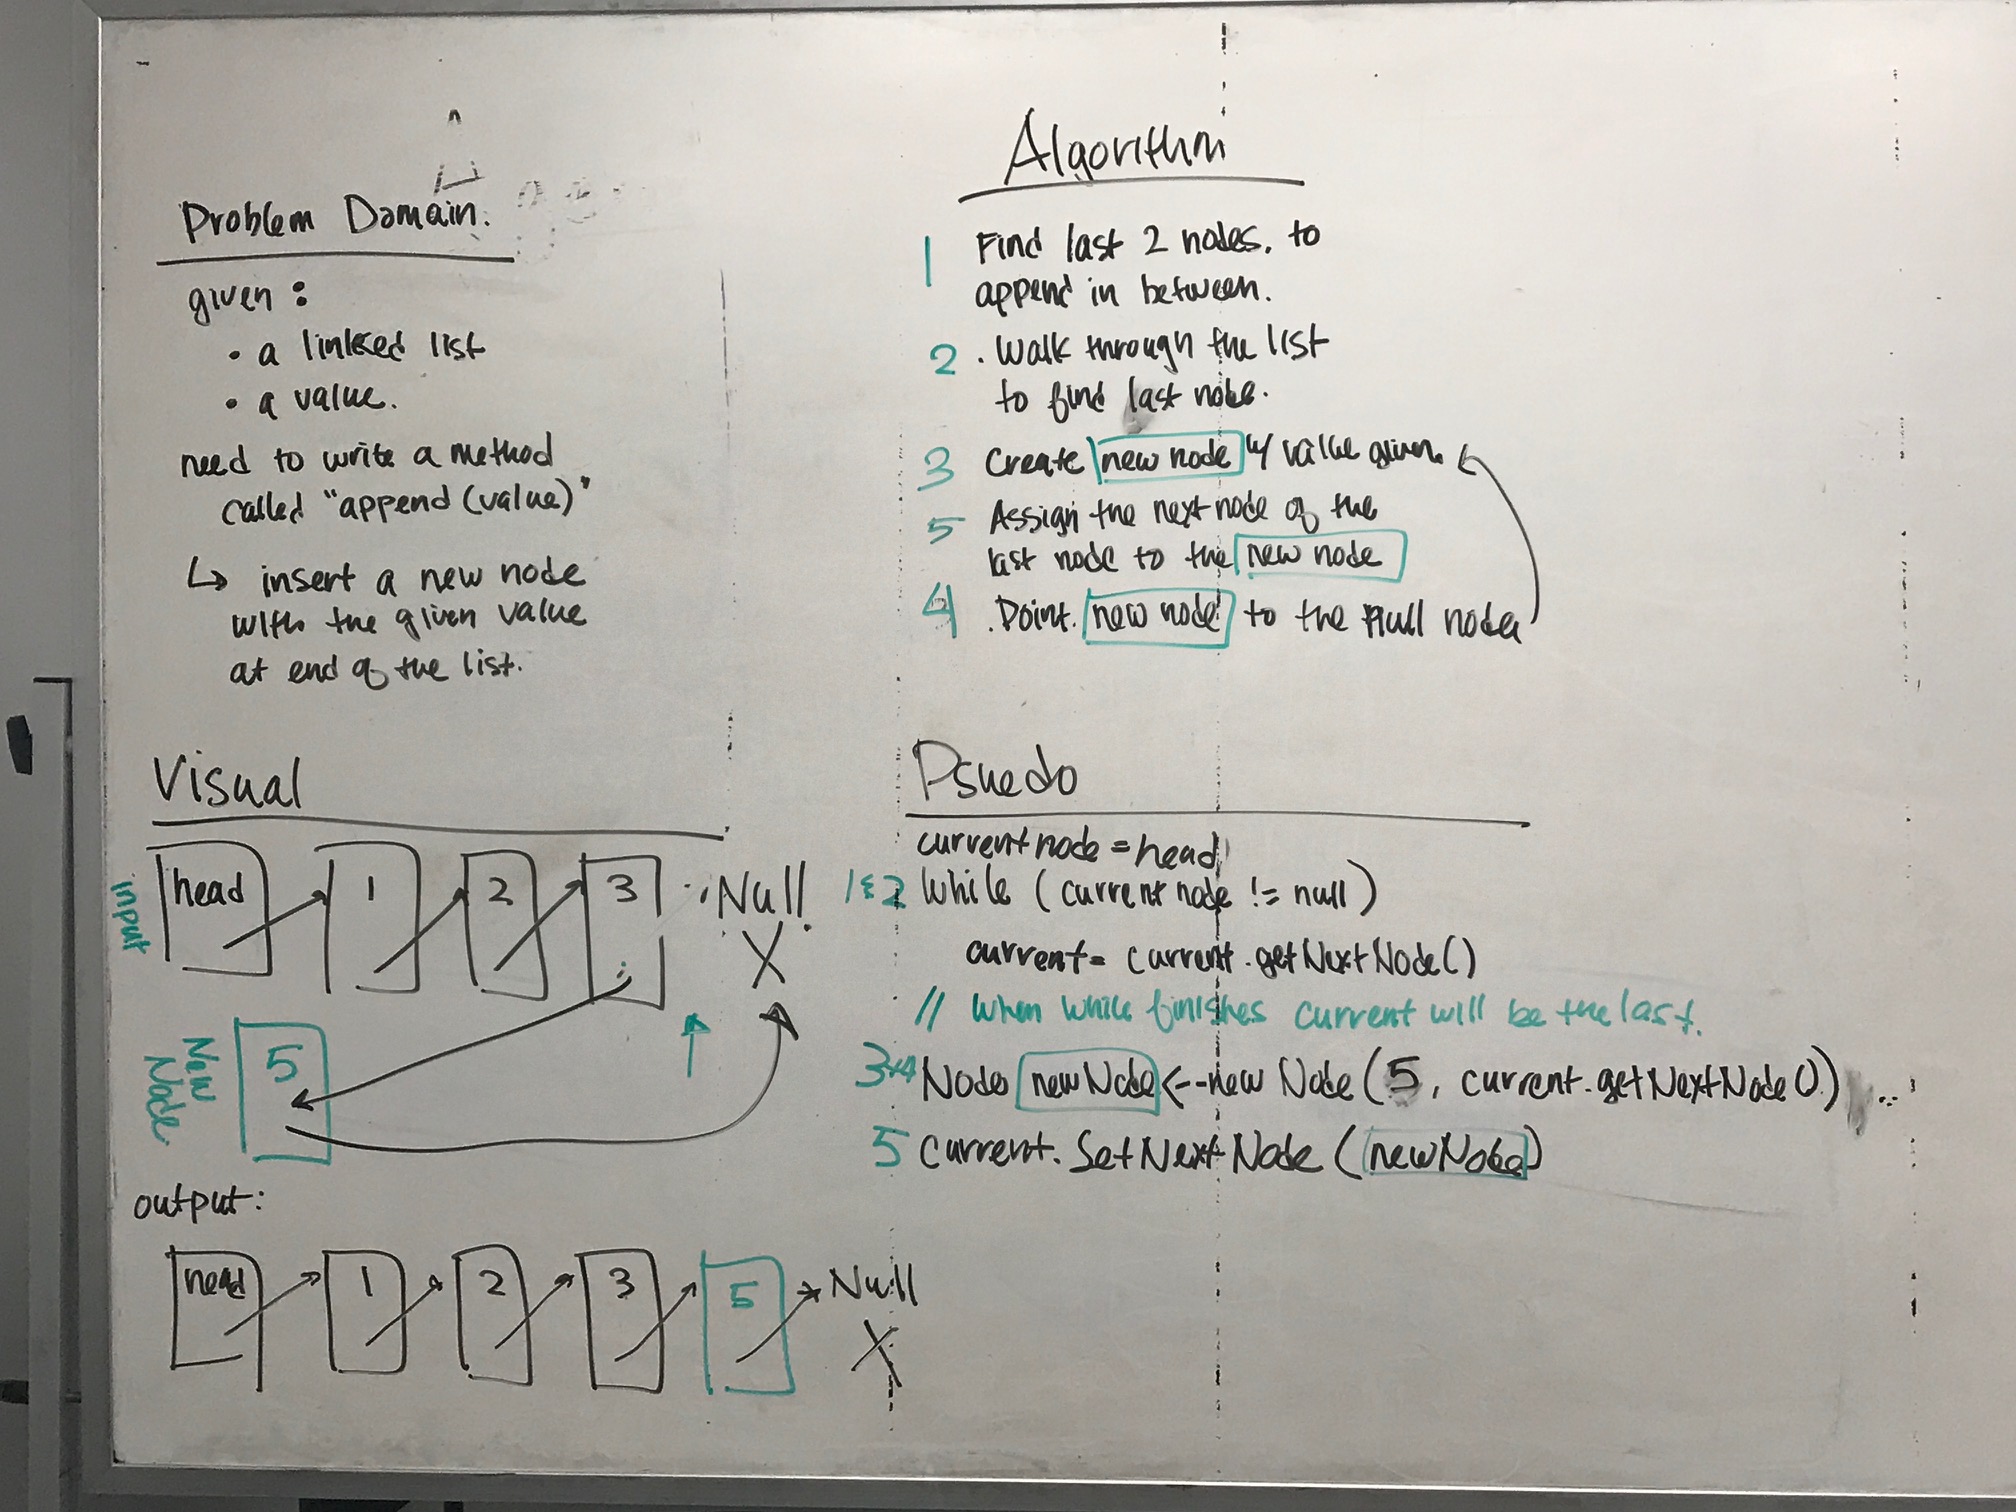 Problem Domain.
given :
• a linked list
• a value.
need to write a method
called "append (value)"
↳ insert a new node
with the given value
at end of the list.
Algorithm
1 Find last 2 nodes. to
append in between.
2 . Walk through the list
to find last node.
3 Create new node w/ value given.
5 Assign the next node of the
last node to the new node
4 . Point. new node to the Null node
Visual
input
head 1 2 3 Null
X
New
Node
5
output:
head 1 2 3 5 Null
X
Psuedo
current node = head
1&2 while ( current node != null )
current = current.getNextNode()
// when while finishes current will be the last.
3+4 Node newNode <-- new Node ( 5 , current.getNextNode().)
5 current. SetNextNode ( newNode )